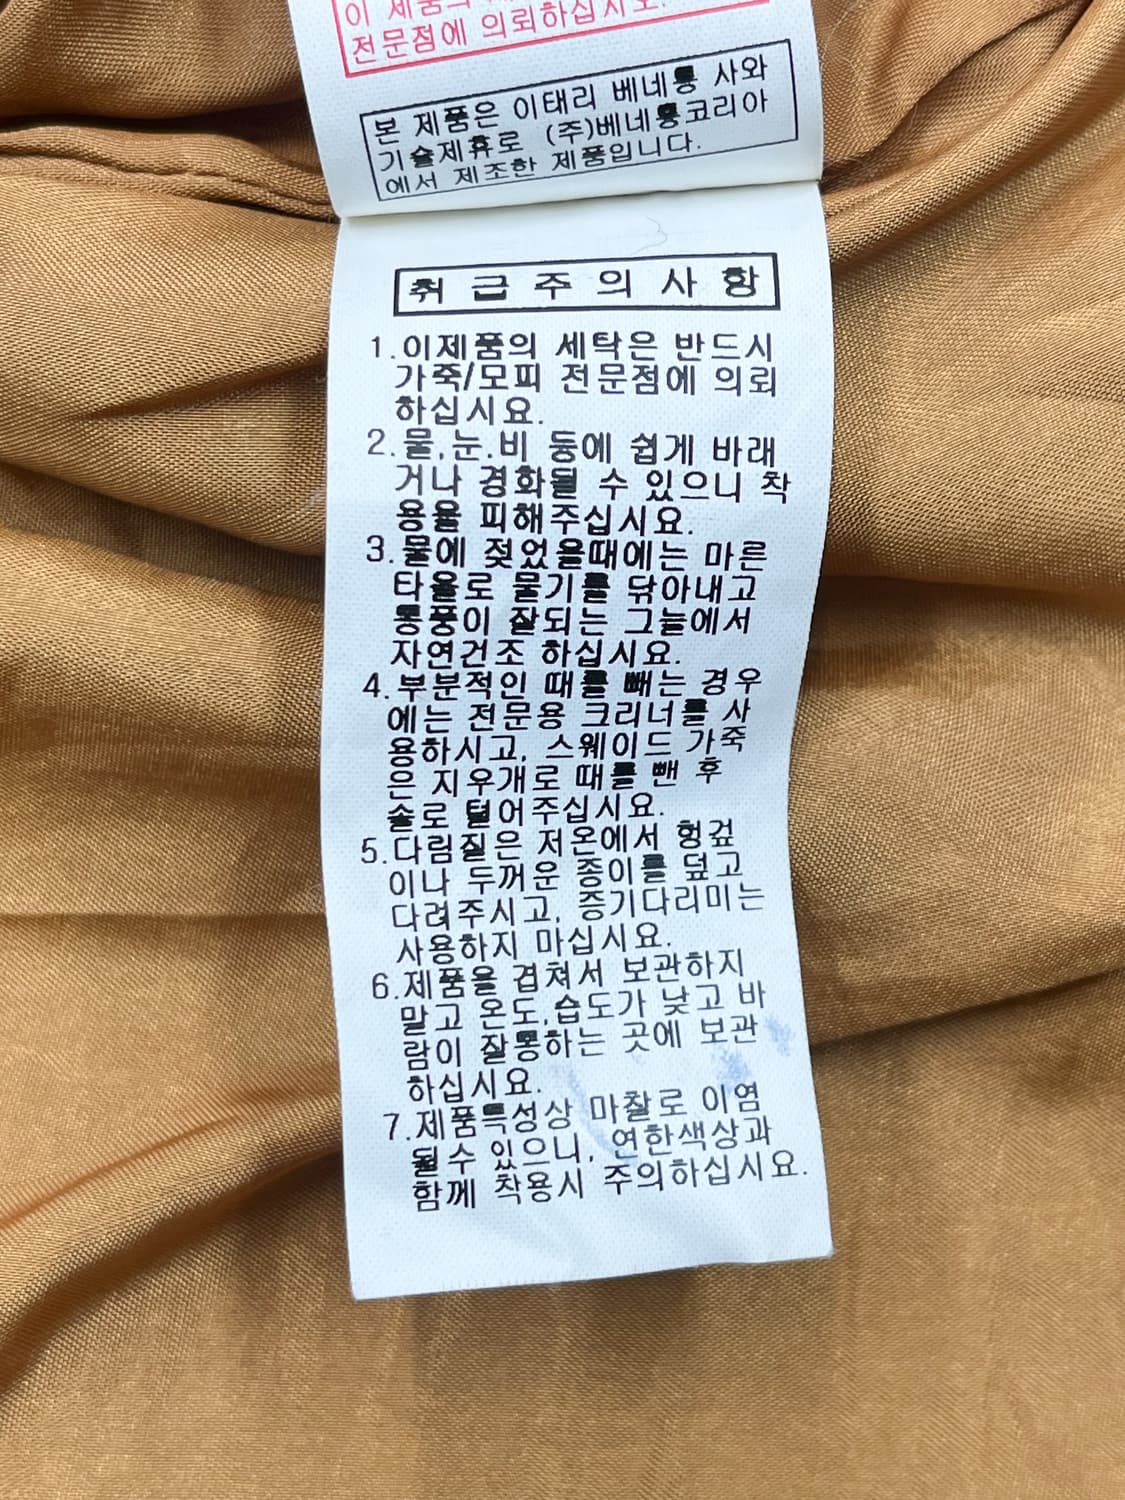 이 제품의
전문점에 의뢰하십시오.
본 제품은 이태리 베네통 사와
기술제휴로 (주)베네통코리아
에서 제조한 제품입니다.
취급주의사항
1.이제품의 세탁은 반드시
가죽/모피 전문점에 의뢰
하십시요.
2.물,눈.비 등에 쉽게 바래
거나 경화될 수 있으니 착
용을 피해주십시요.
3.물에 젖었을때에는 마른
타올로 물기를 닦아내고
통풍이 잘되는 그늘에서
자연건조 하십시요.
4.부분적인 때를 빼는 경우
에는 전문용 크리너를 사
용하시고, 스웨이드 가죽
은 지우개로 때를 뺀 후
솔로 털어주십시요.
5.다림질은 저온에서 헝겊
이나 두꺼운 종이를 덮고
다려주시고, 증기다리미는
사용하지 마십시요.
6.제품을 겹쳐서 보관하지
말고 온도,습도가 낮고 바
람이 잘통하는 곳에 보관
하십시요.
7.제품특성상 마찰로 이염
될수 있으니, 연한색상과
함께 착용시 주의하십시요.